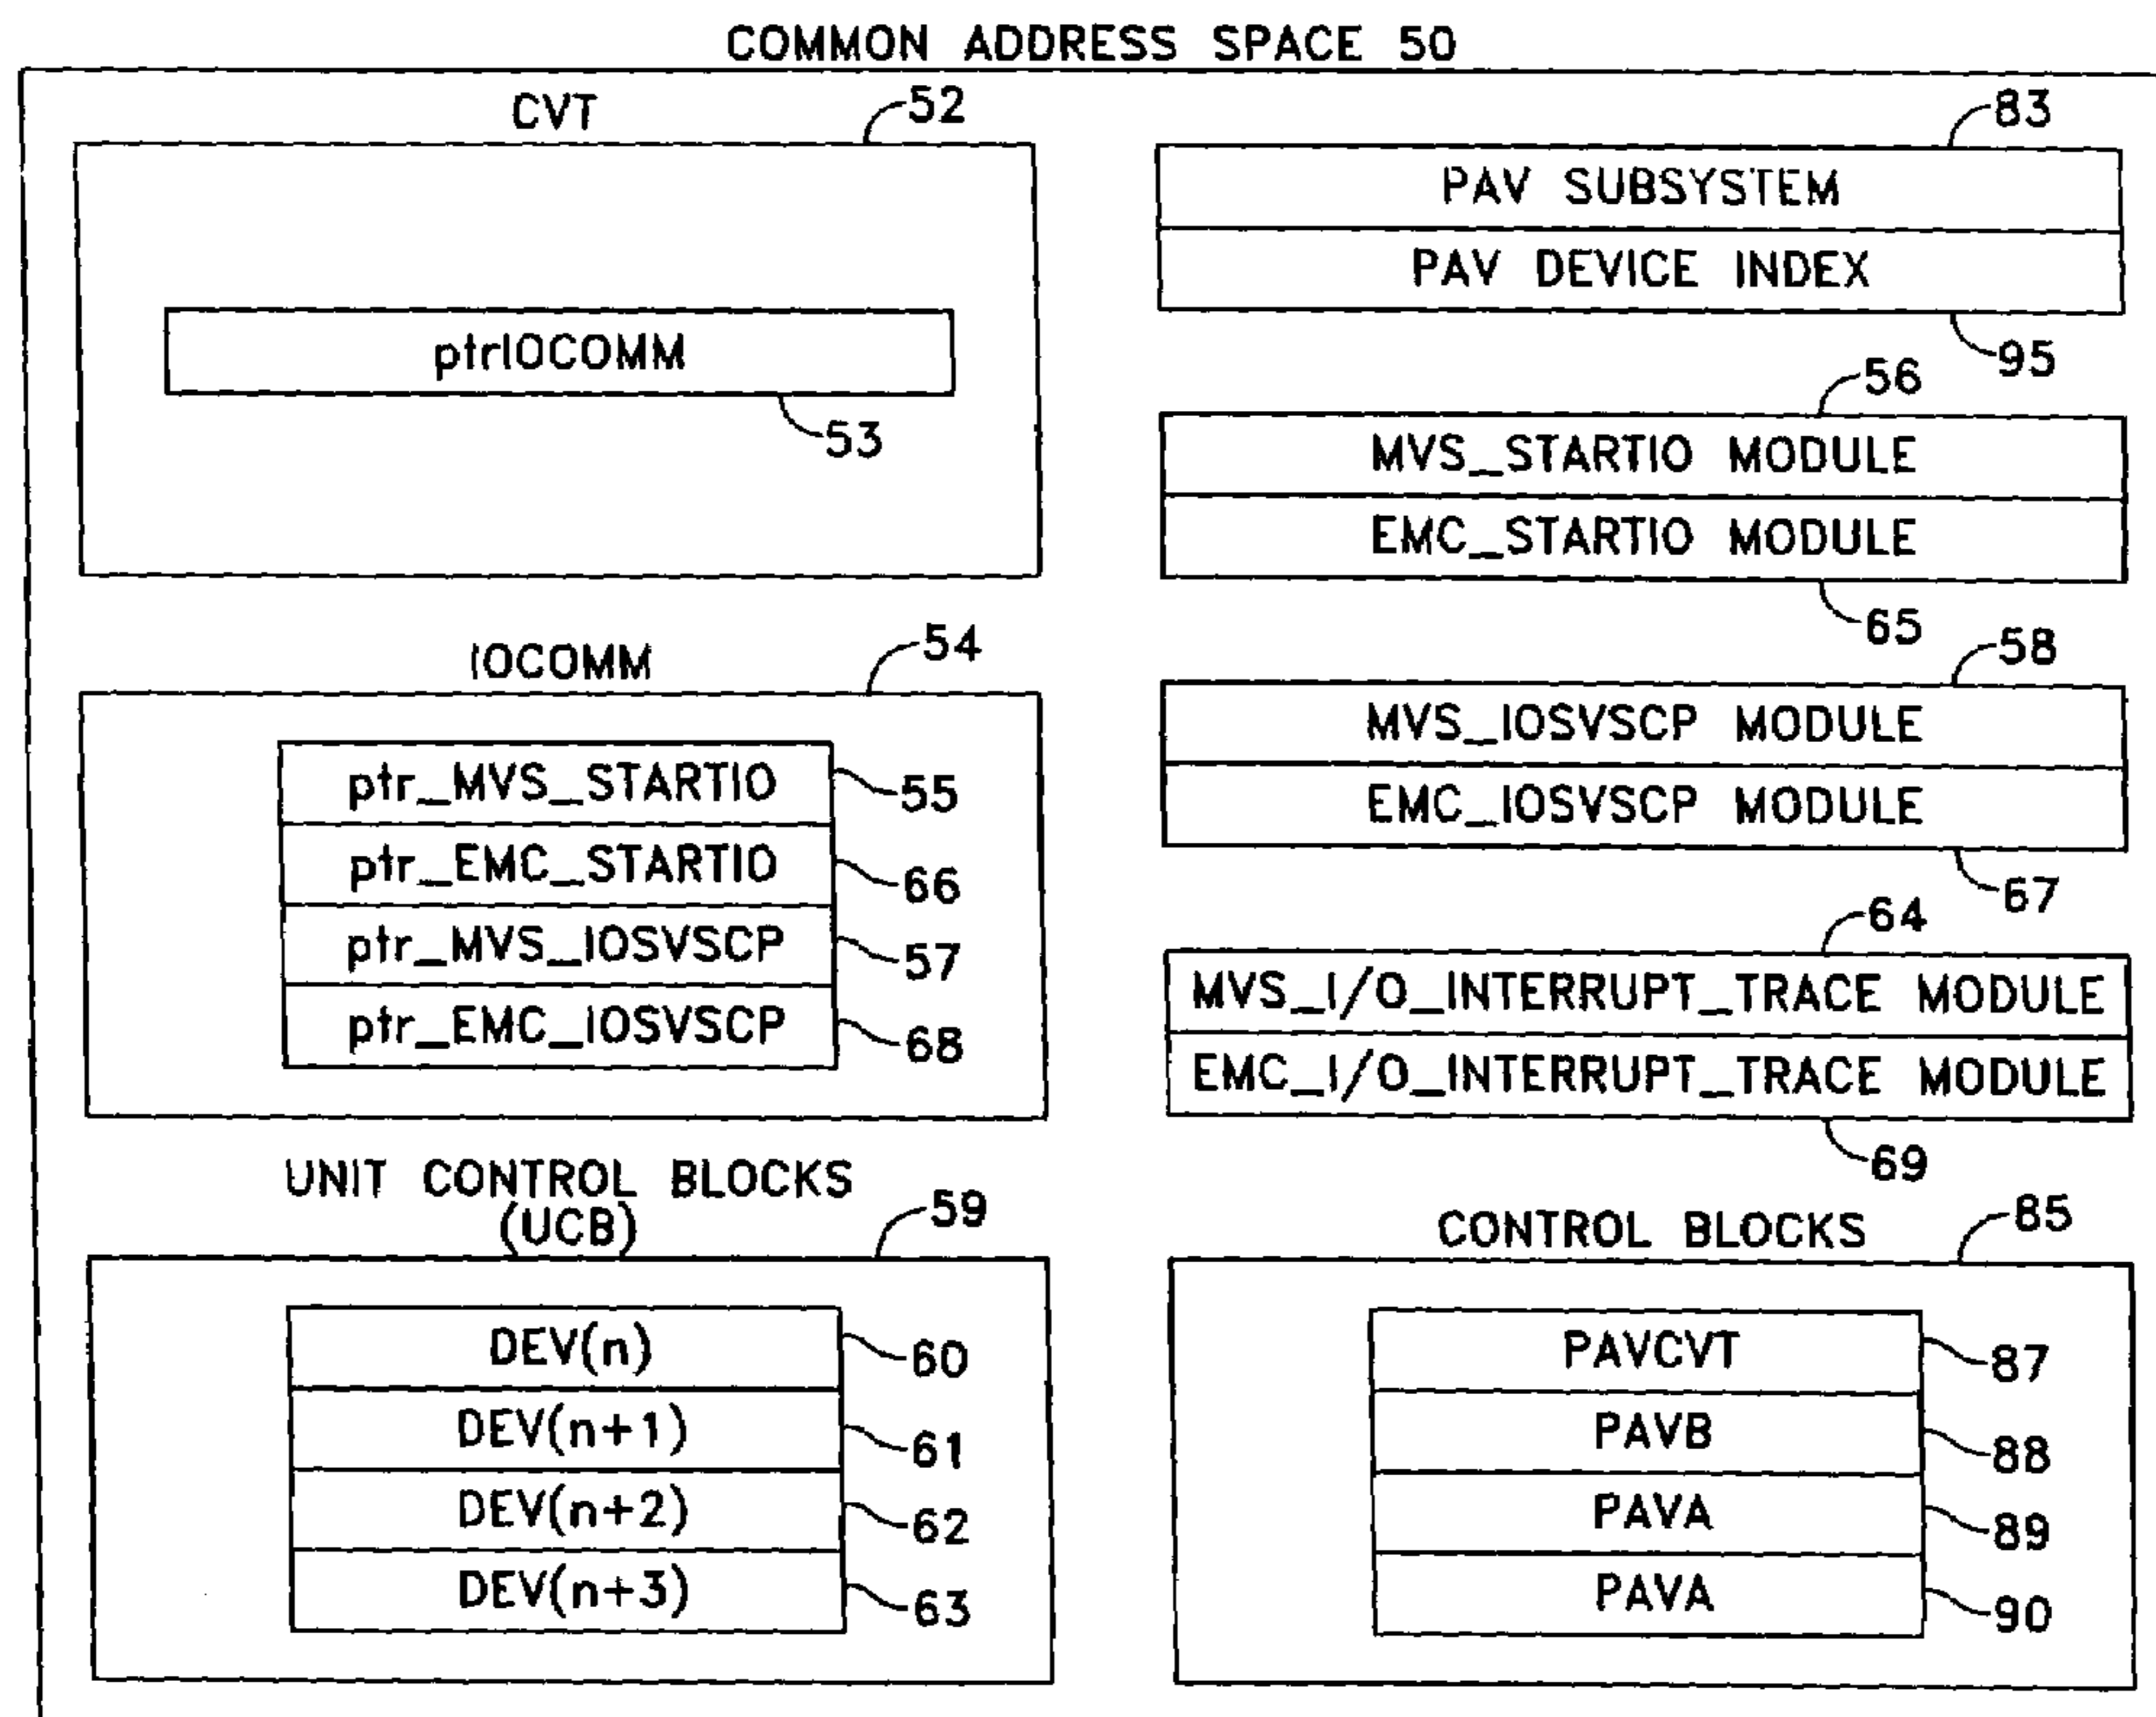 COMMON ADDRESS SPACE 50
CVT
52
ptrIOCOMM
53
IOCOMM
54
ptr_MVS_STARTIO
55
ptr_EMC_STARTIO
66
ptr_MVS_IOSVSCP
57
ptr_EMC_IOSVSCP
68
UNIT CONTROL BLOCKS
(UCB)
59
DEV(n)
60
DEV(n+1)
61
DEV(n+2)
62
DEV(n+3)
63
83
PAV SUBSYSTEM
PAV DEVICE INDEX
95
56
MVS_STARTIO MODULE
EMC_STARTIO MODULE
65
58
MVS_IOSVSCP MODULE
EMC_IOSVSCP MODULE
67
64
MVS_I/O_INTERRUPT_TRACE MODULE
EMC_I/O_INTERRUPT_TRACE MODULE
69
CONTROL BLOCKS
85
PAVCVT
87
PAVB
88
PAVA
89
PAVA
90